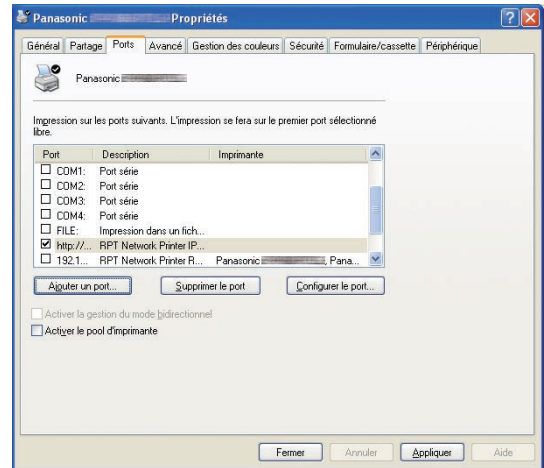 Panasonic Propriétés
Général Partage Ports Avancé Gestion des couleurs Sécurité Formulaire/cassette Périphérique
Panasonic
Impression sur les ports suivants. L'impression se fera sur le premier port sélectionné
libre.
Port Description Imprimante
COM1: Port série
COM2: Port série
COM3: Port série
COM4: Port série
FILE: Impression dans un fich...
http://... RPT Network Printer IP...
192.1... RPT Network Printer R... Panasonic , Pana...
Ajouter un port... Supprimer le port Configurer le port...
Activer la gestion du mode bidirectionnel
Activer le pool d'imprimante
Fermer Annuler Appliquer Aide